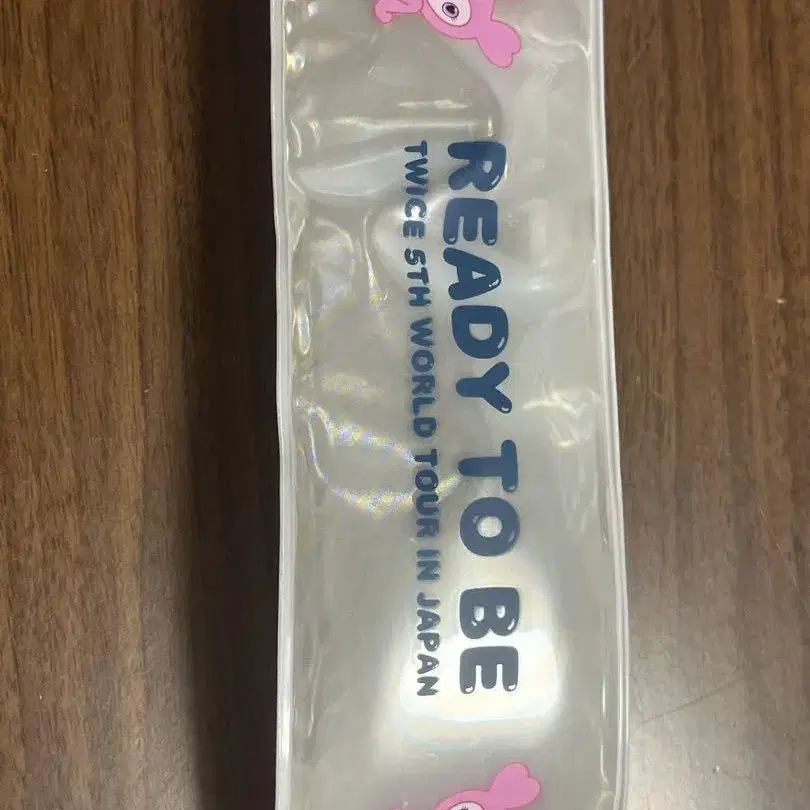 READY TO BE
TWICE 5TH WORLD TOUR IN JAPAN